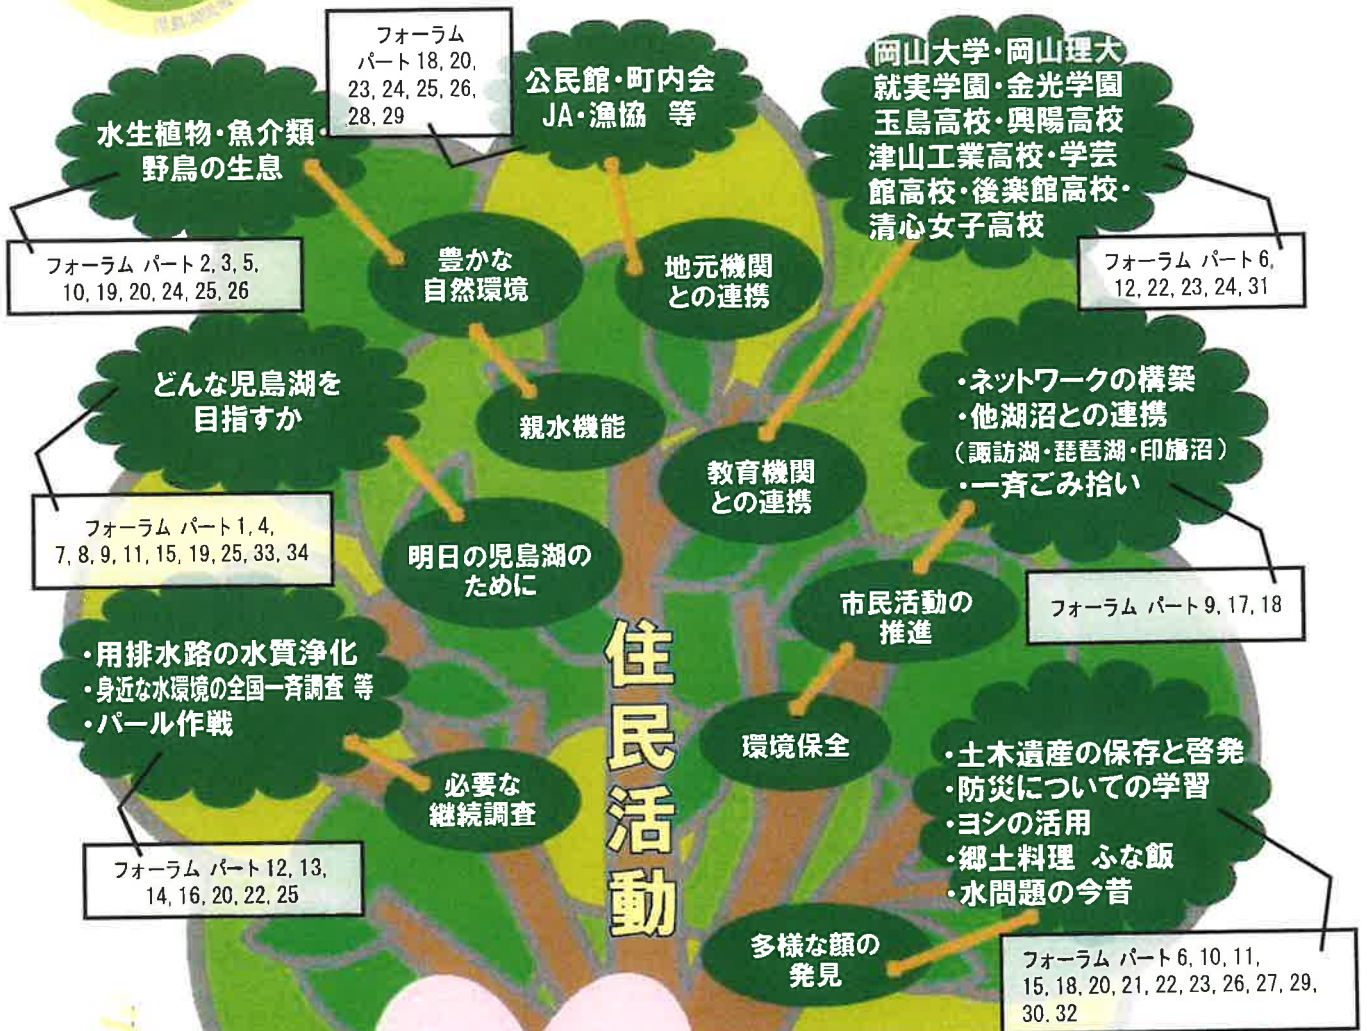 フォーラム
パート 18, 20,
23, 24, 25, 26,
28, 29
公民館・町内会
JA・漁協 等
岡山大学・岡山理大
就実学園・金光学園
玉島高校・興陽高校
津山工業高校・学芸
館高校・後楽館高校・
清心女子高校
水生植物・魚介類・
野鳥の生息
フォーラム パート 2, 3, 5,
10, 19, 20, 24, 25, 26
豊かな
自然環境
地元機関
との連携
フォーラム パート 6,
12, 22, 23, 24, 31
どんな児島湖を
目指すか
親水機能
教育機関
との連携
・ネットワークの構築
・他湖沼との連携
(諏訪湖・琵琶湖・印旛沼)
・一斉ごみ拾い
フォーラム パート 1, 4,
7, 8, 9, 11, 15, 19, 25, 33, 34
明日の児島湖の
ために
市民活動の
推進
フォーラム パート 9, 17, 18
・用排水路の水質浄化
・身近な水環境の全国一斉調査 等
・パール作戦
住民活動
環境保全
必要な
継続調査
・土木遺産の保存と啓発
・防災についての学習
・ヨシの活用
・郷土料理 ふな飯
・水問題の今昔
フォーラム パート 12, 13,
14, 16, 20, 22, 25
多様な顔の
発見
フォーラム パート 6, 10, 11,
15, 18, 20, 21, 22, 23, 26, 27, 29,
30. 32